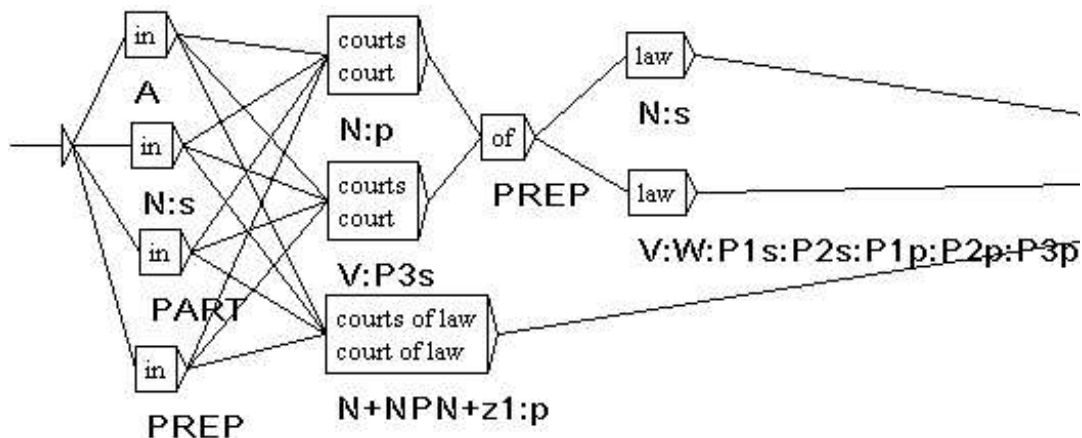 in
A
in
N:s
in
PART
in
PREP
courts
court
N:p
courts
court
V:P3s
courts of law
court of law
N+NPN+z1:p
of
PREP
law
N:s
law
V:W:P1s:P2s:P1p:P2p:P3p